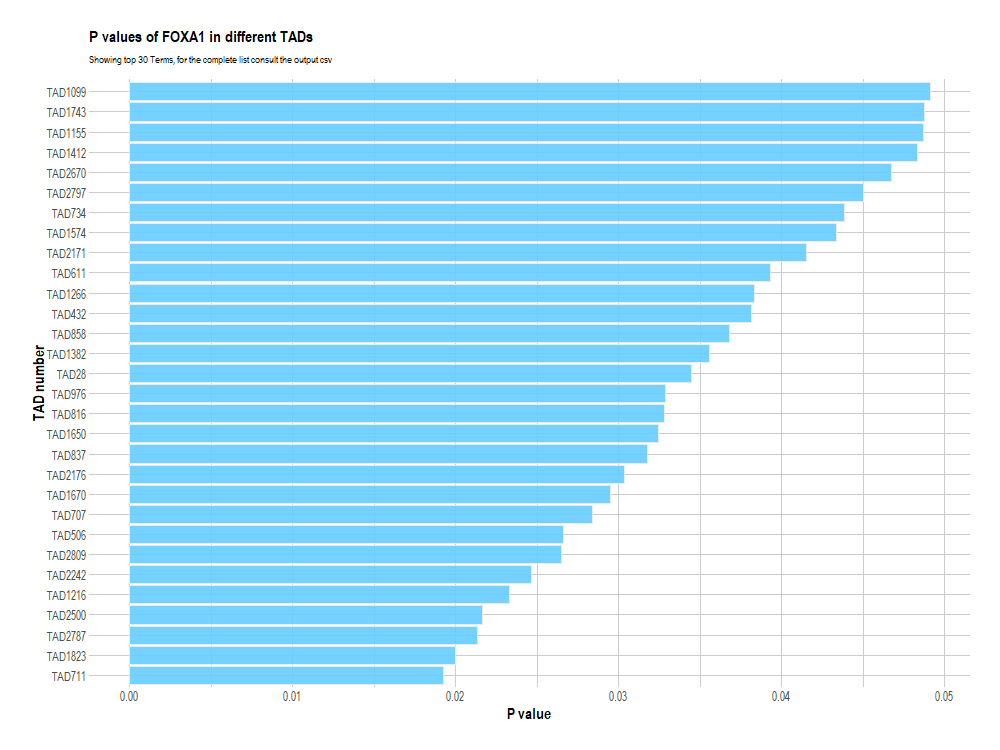 P values of FOXA1 in different TADs
Showing top 30 Terms, for the complete list consult the output csv
TAD1099
TAD1743
TAD1155
TAD1412
TAD2670
TAD2797
TAD734
TAD1574
TAD2171
TAD611
TAD1266
TAD432
TAD858
TAD1382
TAD28
TAD976
TAD816
TAD1650
TAD837
TAD2176
TAD1670
TAD707
TAD506
TAD2809
TAD2242
TAD1216
TAD2500
TAD2787
TAD1823
TAD711
TAD number
0.00 0.01 0.02 0.03 0.04 0.05
P value